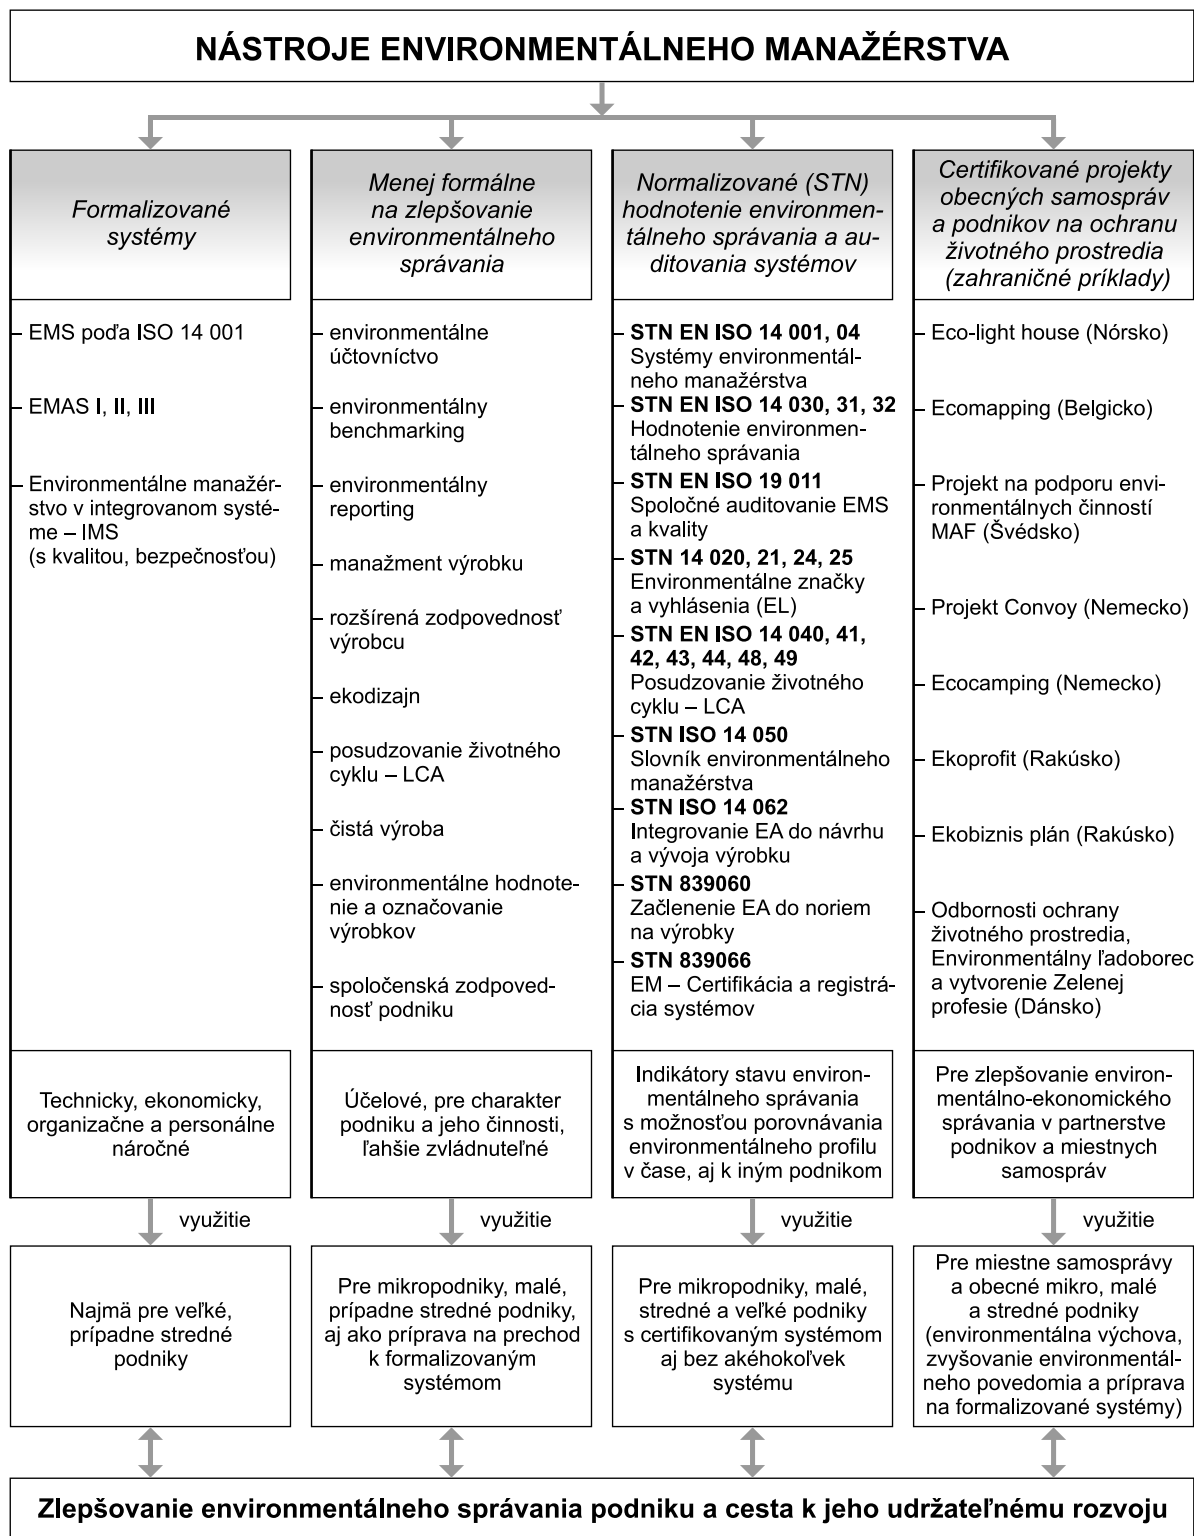 NÁSTROJE ENVIRONMENTÁLNEHO MANAŽÉRSTVA
Formalizované
systémy
EMS poďa ISO 14 001
EMAS I, II, III
Environmentálne manažér-
stvo v integrovanom systé-
me – IMS
(s kvalitou, bezpečnosťou)
Technicky, ekonomicky,
organizačne a personálne
náročné
využitie
Najmä pre veľké,
prípadne stredné
podniky
Menej formálne
na zlepšovanie
environmentálneho
správania
environmentálne
účtovníctvo
environmentálny
benchmarking
environmentálny
reporting
manažment výrobku
rozšírená zodpovednosť
výrobcu
ekodizajn
posudzovanie životného
cyklu – LCA
čistá výroba
environmentálne hodnote-
nie a označovanie
výrobkov
spoločenská zodpoved-
nosť podniku
Účelové, pre charakter
podniku a jeho činnosti,
ľahšie zvládnuteľné
využitie
Pre mikropodniky, malé,
prípadne stredné podniky,
aj ako príprava na prechod
k formalizovaným
systémom
Normalizované (STN)
hodnotenie environmen-
tálneho správania a au-
ditovania systémov
STN EN ISO 14 001, 04
Systémy environmentál-
neho manažérstva
STN EN ISO 14 030, 31, 32
Hodnotenie environmen-
tálneho správania
STN EN ISO 19 011
Spoločné auditovanie EMS
a kvality
STN 14 020, 21, 24, 25
Environmentálne značky
a vyhlásenia (EL)
STN EN ISO 14 040, 41,
42, 43, 44, 48, 49
Posudzovanie životného
cyklu – LCA
STN ISO 14 050
Slovník environmentálneho
manažérstva
STN ISO 14 062
Integrovanie EA do návrhu
a vývoja výrobku
STN 839060
Začlenenie EA do noriem
na výrobky
STN 839066
EM – Certifikácia a registrá-
cia systémov
Indikátory stavu environ-
mentálneho správania
s možnosťou porovnávania
environmentálneho profilu
v čase, aj k iným podnikom
využitie
Pre mikropodniky, malé,
stredné a veľké podniky
s certifikovaným systémom
aj bez akéhokoľvek
systému
Certifikované projekty
obecných samospráv
a podnikov na ochranu
životného prostredia
(zahraničné príklady)
Eco-light house (Nórsko)
Ecomapping (Belgicko)
Projekt na podporu envi-
ronmentálnych činností
MAF (Švédsko)
Projekt Convoy (Nemecko)
Ecocamping (Nemecko)
Ekoprofit (Rakúsko)
Ekobiznis plán (Rakúsko)
Odbornosti ochrany
životného prostredia,
Environmentálny ľadoborec
a vytvorenie Zelenej
profesie (Dánsko)
Pre zlepšovanie environ-
mentálno-ekonomického
správania v partnerstve
podnikov a miestnych
samospráv
využitie
Pre miestne samosprávy
a obecné mikro, malé
a stredné podniky
(environmentálna výchova,
zvyšovanie environmentál-
neho povedomia a príprava
na formalizované systémy)
Zlepšovanie environmentálneho správania podniku a cesta k jeho udržateľnému rozvoju